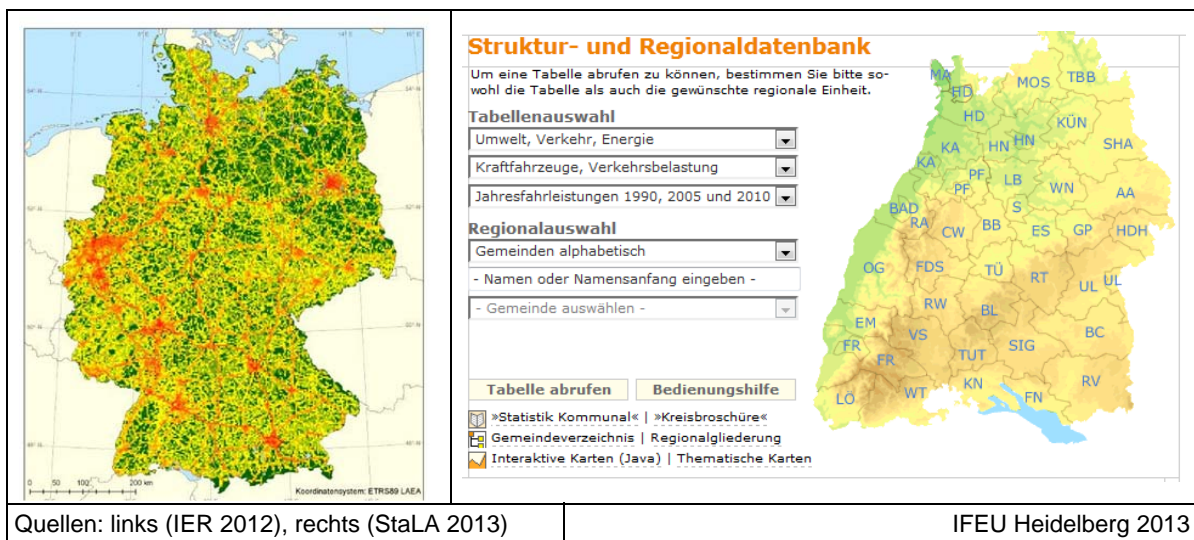 0 50 100 200 km
Koordinatensystem: ETRS89 LAEA
Struktur- und Regionaldatenbank
Um eine Tabelle abrufen zu können, bestimmen Sie bitte so-
wohl die Tabelle als auch die gewünschte regionale Einheit.
Tabellenauswahl
Umwelt, Verkehr, Energie
Kraftfahrzeuge, Verkehrsbelastung
Jahresfahrleistungen 1990, 2005 und 2010
Regionalauswahl
Gemeinden alphabetisch
- Namen oder Namensanfang eingeben -
- Gemeinde auswählen -
Tabelle abrufen Bedienungshilfe
»Statistik Kommunal« | »Kreisbroschüre«
Gemeindeverzeichnis | Regionalgliederung
Interaktive Karten (Java) | Thematische Karten
MA HD MOS TBB
HD KÜN
KA HN HN SHA
KA PF LB
PF WN AA
BAD S
RA CW BB ES GP HDH
OG FDS TÜ RT UL UL
RW BL
EM VS BC
FR FR TUT SIG
LÖ WT KN FN RV
Quellen: links (IER 2012), rechts (StaLA 2013)
IFEU Heidelberg 2013